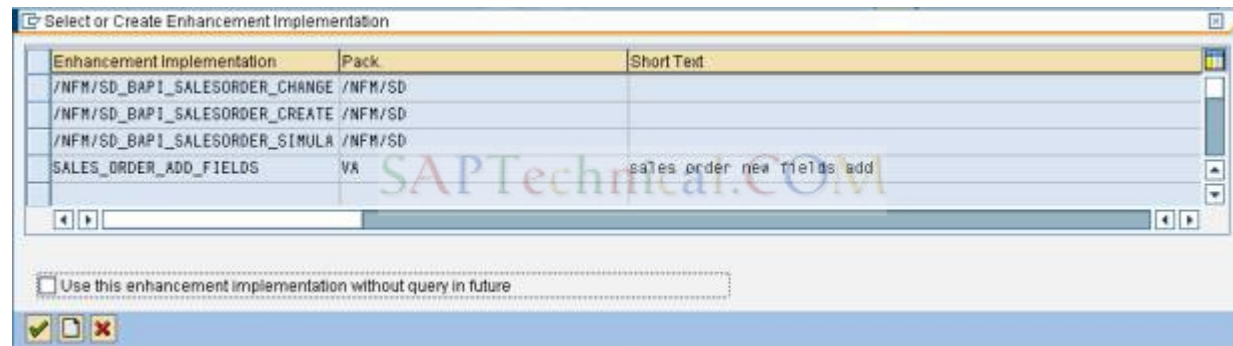 Select or Create Enhancement Implementation
Enhancement Implementation Pack. Short Text
/NFM/SD_BAPI_SALESORDER_CHANGE /NFM/SD
/NFM/SD_BAPI_SALESORDER_CREATE /NFM/SD
/NFM/SD_BAPI_SALESORDER_SIMULA /NFM/SD
SALES_ORDER_ADD_FIELDS VA sales order new fields add
SAPTechnical.COM
Use this enhancement implementation without query in future